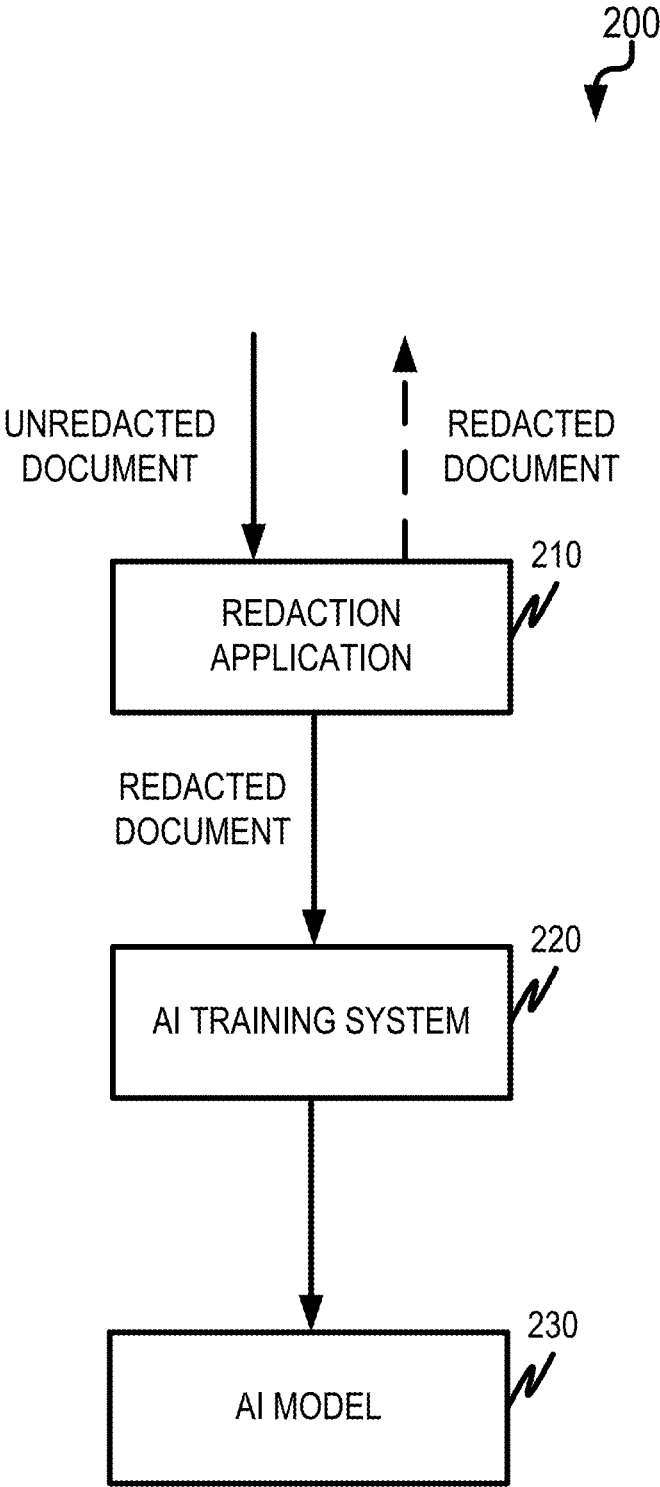 200
UNREDACTED
DOCUMENT
REDACTED
DOCUMENT
210
REDACTION
APPLICATION
REDACTED
DOCUMENT
220
AI TRAINING SYSTEM
230
AI MODEL